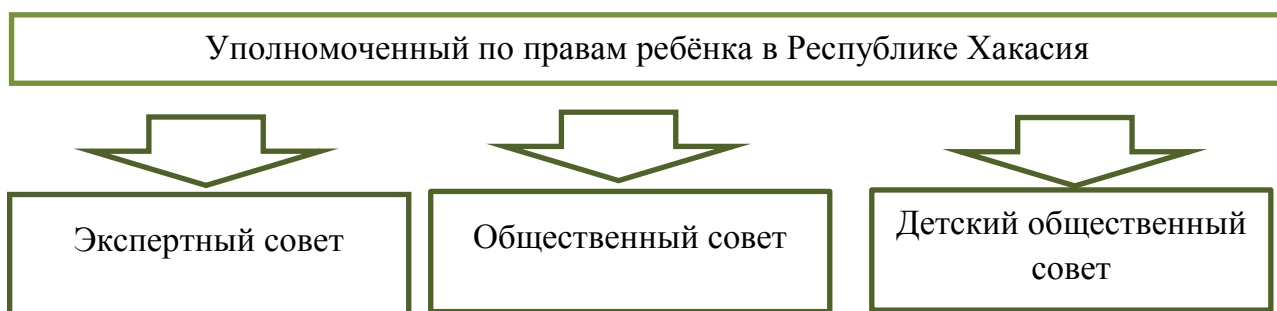 Уполномоченный по правам ребёнка в Республике Хакасия
Экспертный совет
Общественный совет
Детский общественный
совет